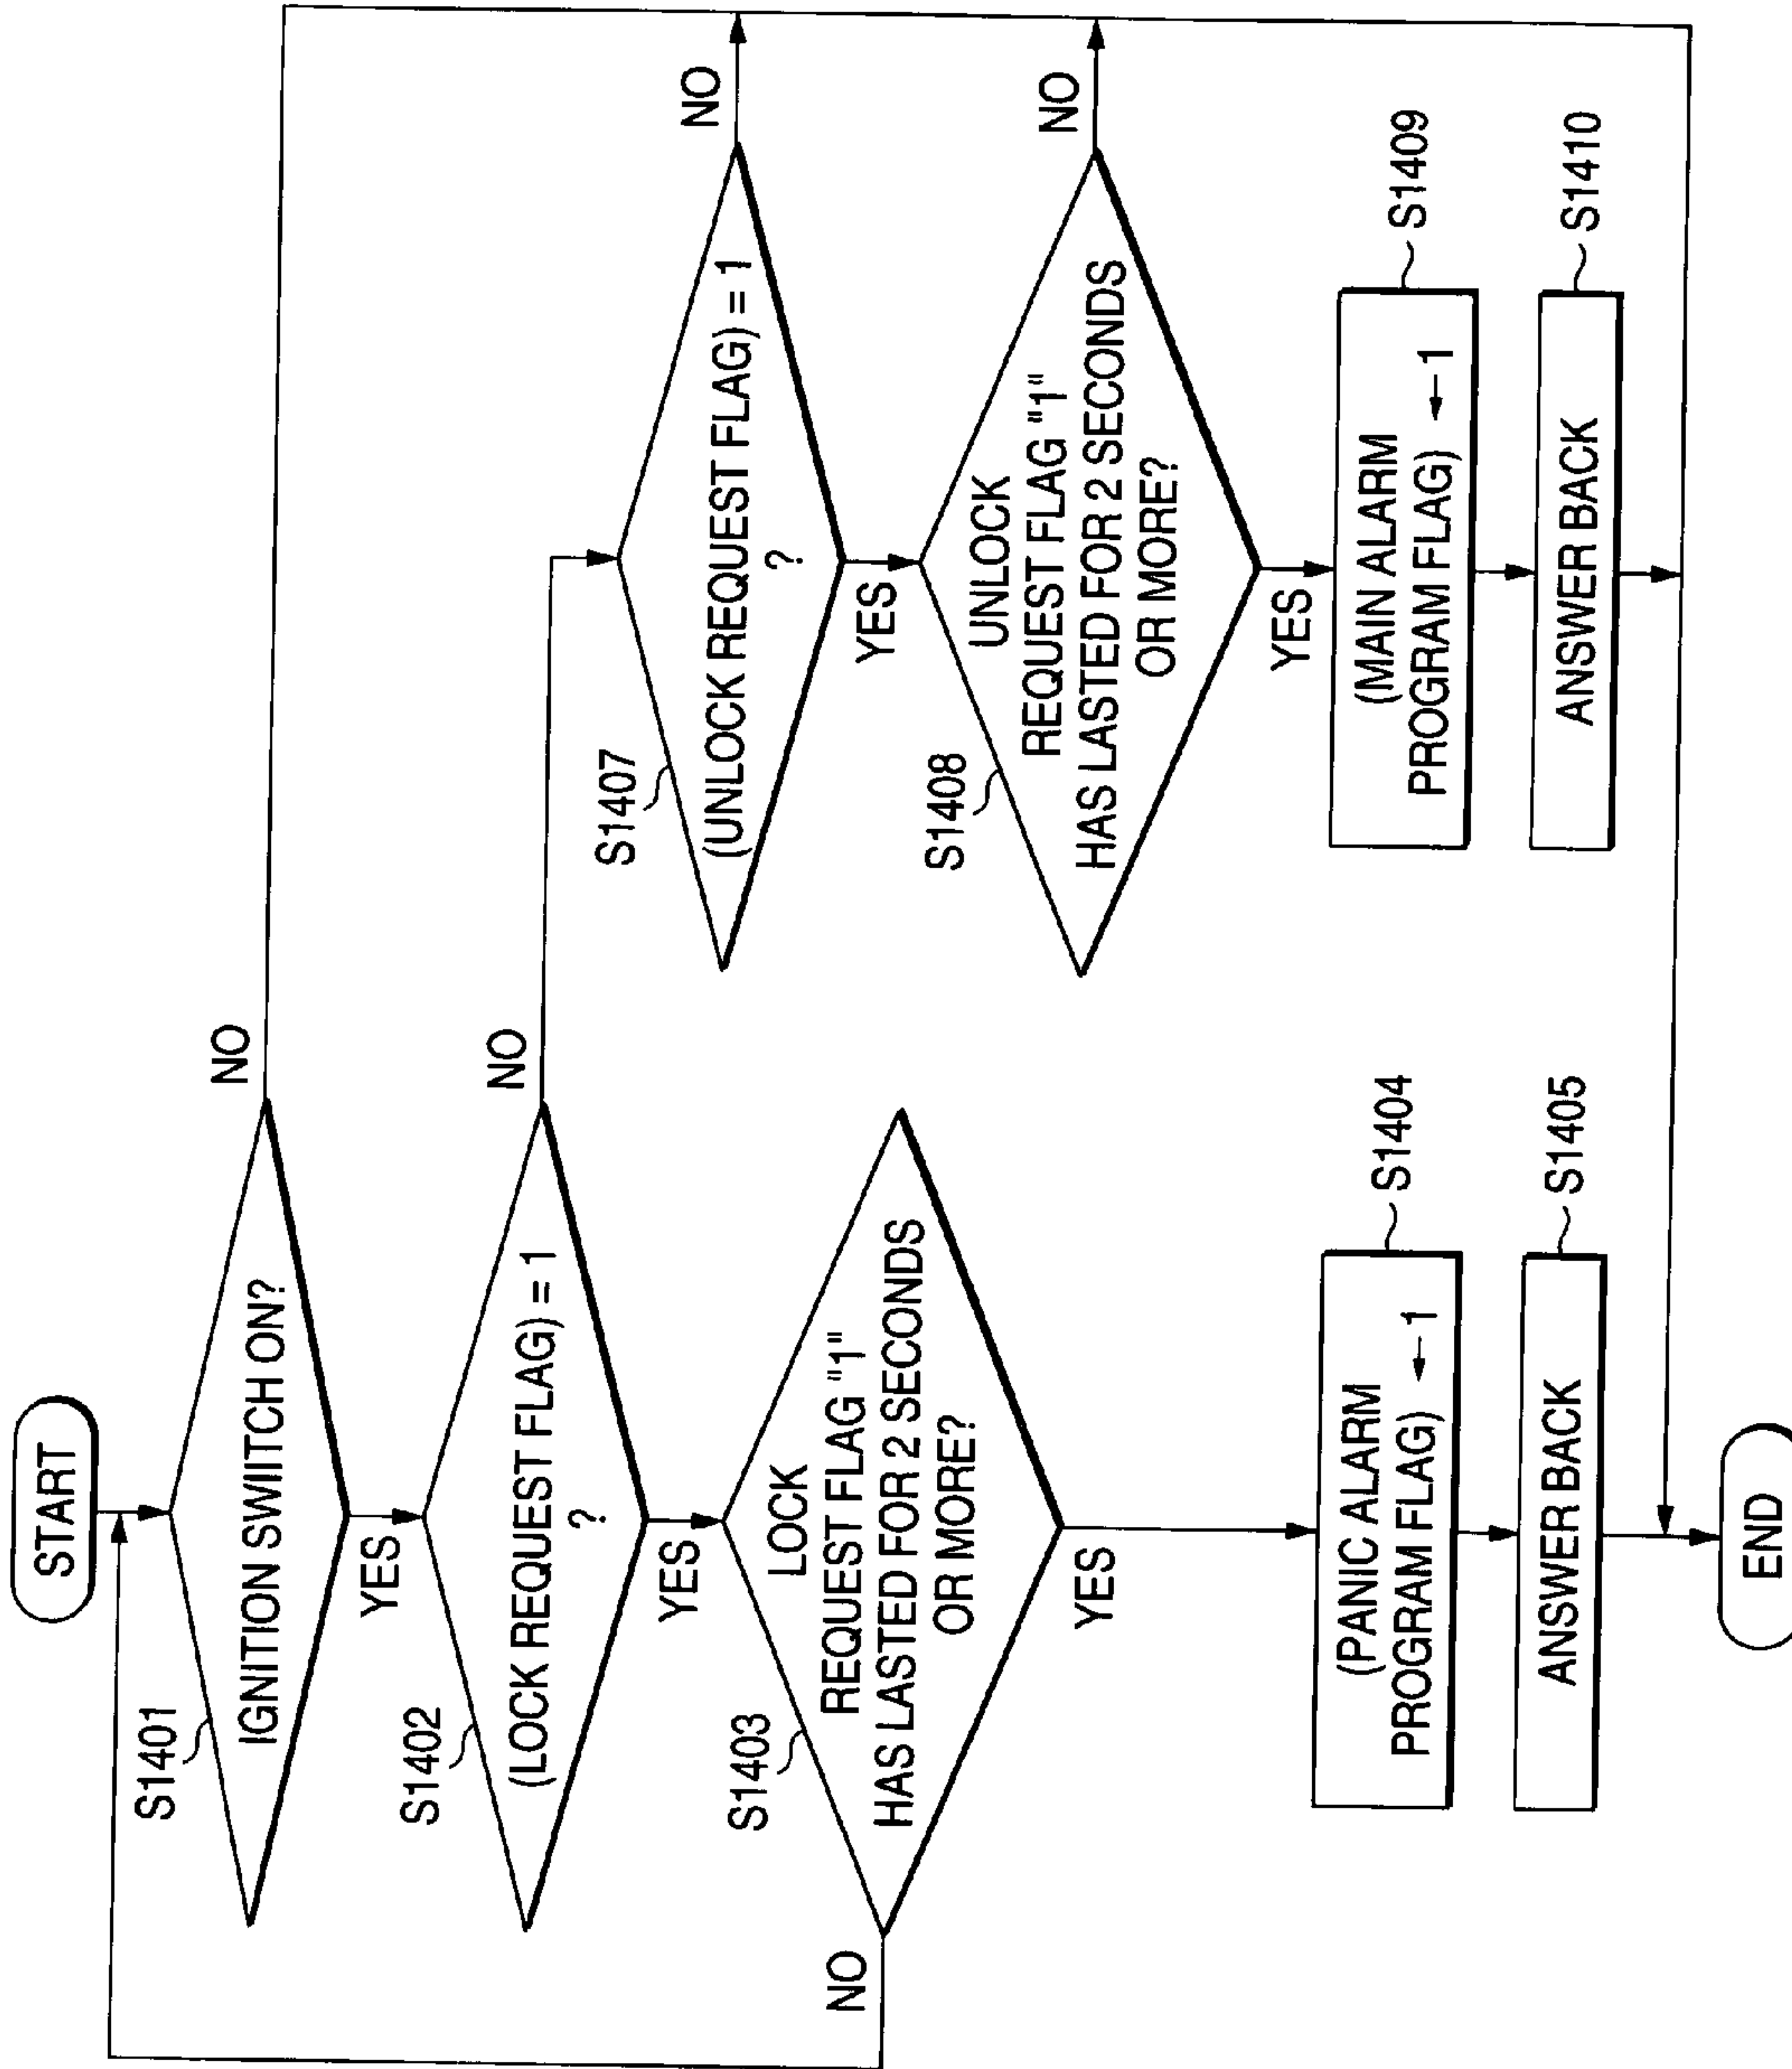 START
S1401
IGNITION SWIITCH ON?
NO
YES
S1402
(LOCK REQUEST FLAG) = 1
?
NO
YES
S1403
LOCK
REQUEST FLAG "1"
HAS LASTED FOR 2 SECONDS
OR MORE?
NO
YES
(PANIC ALARM
PROGRAM FLAG) ← 1
S1404
ANSWER BACK
S1405
END
S1407
(UNLOCK REQUEST FLAG) = 1
?
NO
YES
S1408
UNLOCK
REQUEST FLAG "1"
HAS LASTED FOR 2 SECONDS
OR MORE?
NO
YES
(MAIN ALARM
PROGRAM FLAG) ← 1
S1409
ANSWER BACK
S1410